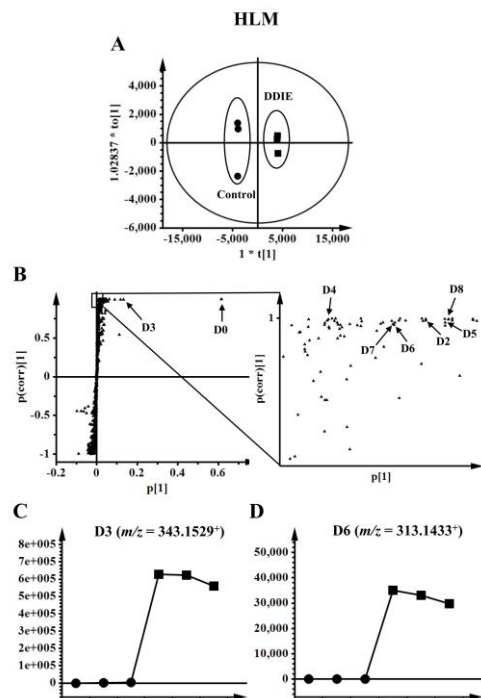 HLM
A
1.02837 * to[1]
4,000
2,000
0
-2,000
-4,000
-6,000
DDIE
Control
-15,000 -5,000 5,000 15,000
1 * t[1]
B
p(corr)[1]
0.5
0
-0.5
-1
D3
D0
-0.2 0 0.2 0.4 0.6
p[1]
p(corr)[1]
1
D4
D8
D7
D6
D2
D5
p[1]
C
D3 (m/z = 343.1529⁺)
8e+005
7e+005
6e+005
5e+005
4e+005
3e+005
2e+005
1e+005
0
D
D6 (m/z = 313.1433⁺)
50,000
40,000
30,000
20,000
10,000
0